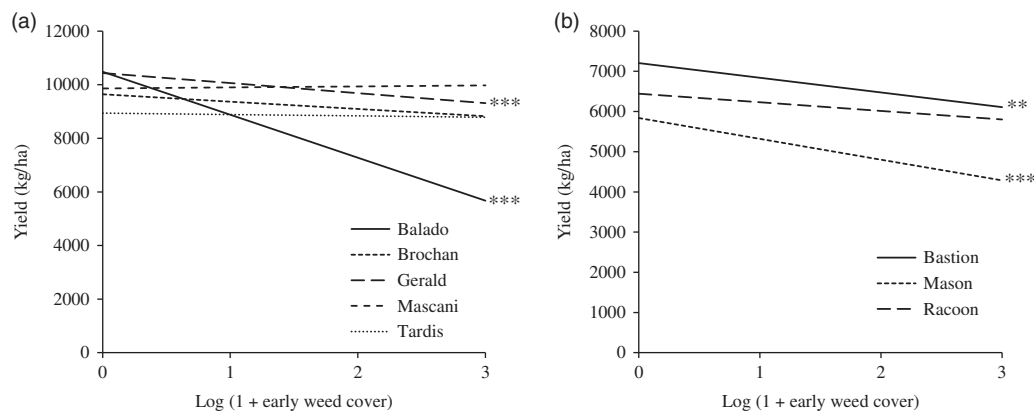 (a)
12000
10000
8000
6000
4000
2000
0
Yield (kg/ha)
***
***
Balado
Brochan
Gerald
Mascani
Tardis
0 1 2 3
Log (1 + early weed cover)
(b)
8000
7000
6000
5000
4000
3000
2000
1000
0
Yield (kg/ha)
**
***
Bastion
Mason
Racoon
0 1 2 3
Log (1 + early weed cover)